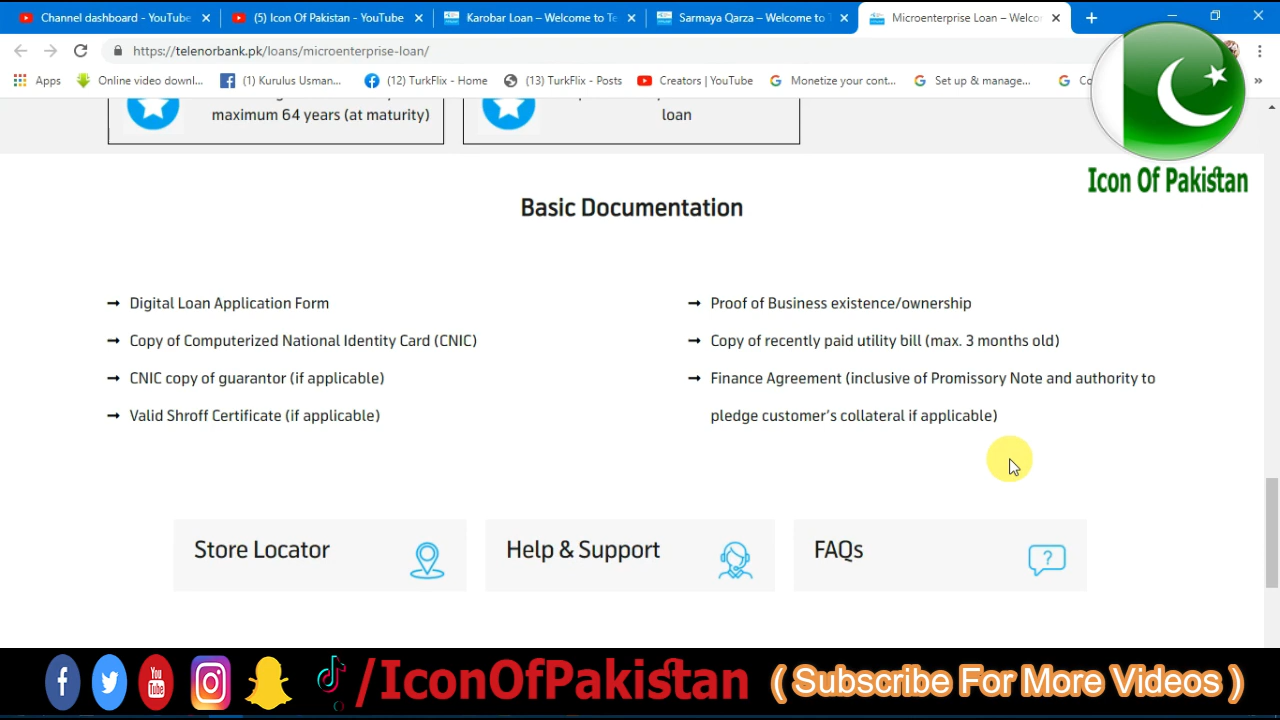 Channel dashboard - YouTube
(5) Icon Of Pakistan - YouTube
Karobar Loan – Welcome to Te
Sarmaya Qarza – Welcome to T
Microenterprise Loan – Welco
https://telenorbank.pk/loans/microenterprise-loan/
Apps
Online video downl...
(1) Kurulus Usman...
(12) TurkFlix - Home
(13) TurkFlix - Posts
Creators | YouTube
Monetize your cont...
Set up & manage...
Co
Icon Of Pakistan
maximum 64 years (at maturity)
loan
Basic Documentation
Digital Loan Application Form
Copy of Computerized National Identity Card (CNIC)
CNIC copy of guarantor (if applicable)
Valid Shroff Certificate (if applicable)
Proof of Business existence/ownership
Copy of recently paid utility bill (max. 3 months old)
Finance Agreement (inclusive of Promissory Note and authority to
pledge customer's collateral if applicable)
Store Locator
Help & Support
FAQs
You Tube
/IconOfPakistan
( Subscribe For More Videos )